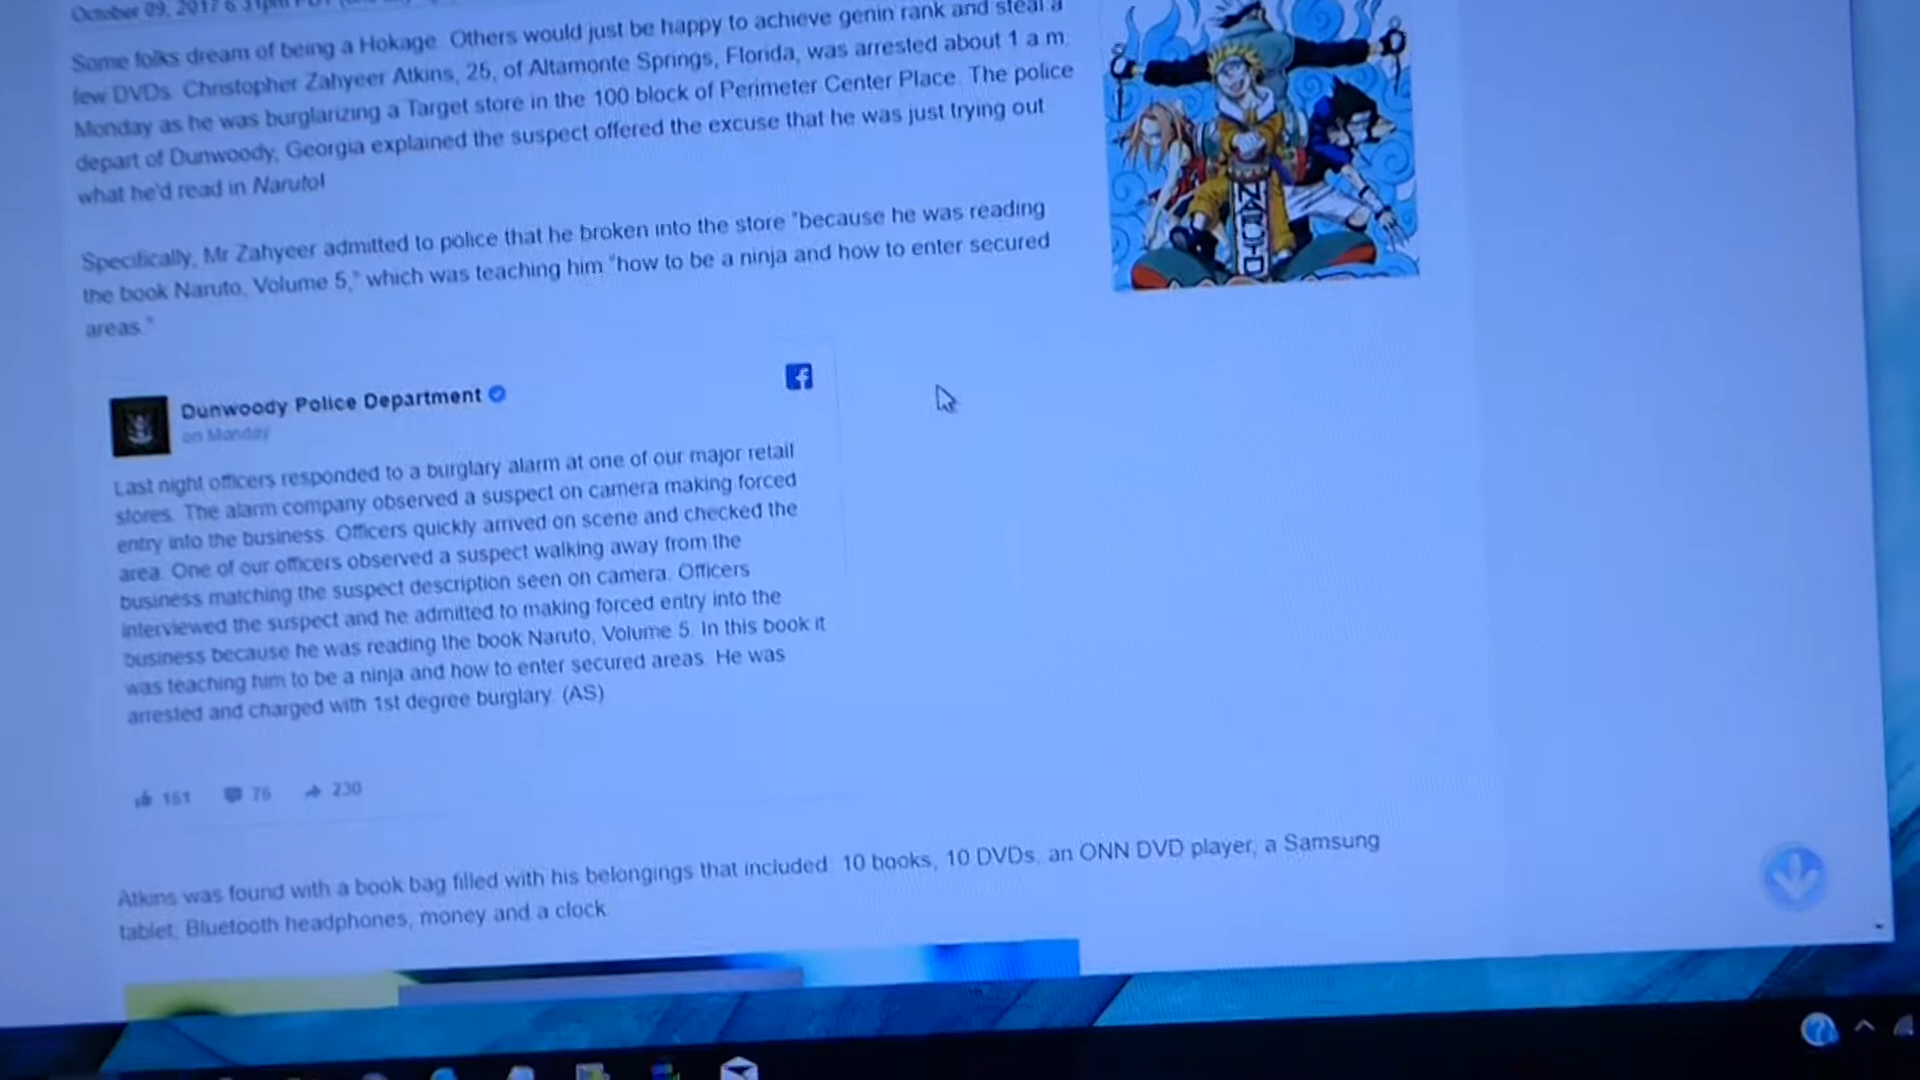 October 09, 2017 6:31pm
Some folks dream of being a Hokage. Others would just be happy to achieve genin rank and steal a
few DVDs. Christopher Zahyeer Atkins, 25, of Altamonte Springs, Florida, was arrested about 1 a.m.
Monday as he was burglarizing a Target store in the 100 block of Perimeter Center Place. The police
depart of Dunwoody, Georgia explained the suspect offered the excuse that he was just trying out
what he'd read in Naruto!
Specifically, Mr Zahyeer admitted to police that he broken into the store "because he was reading
the book Naruto, Volume 5," which was teaching him "how to be a ninja and how to enter secured
areas."
Dunwoody Police Department
on Monday
Last night officers responded to a burglary alarm at one of our major retail
stores. The alarm company observed a suspect on camera making forced
entry into the business. Officers quickly arrived on scene and checked the
area. One of our officers observed a suspect walking away from the
business matching the suspect description seen on camera. Officers
interviewed the suspect and he admitted to making forced entry into the
business because he was reading the book Naruto, Volume 5. In this book it
was teaching him to be a ninja and how to enter secured areas. He was
arrested and charged with 1st degree burglary. (AS)
161 76 230
Atkins was found with a book bag filled with his belongings that included: 10 books, 10 DVDs, an ONN DVD player, a Samsung
tablet, Bluetooth headphones, money and a clock.